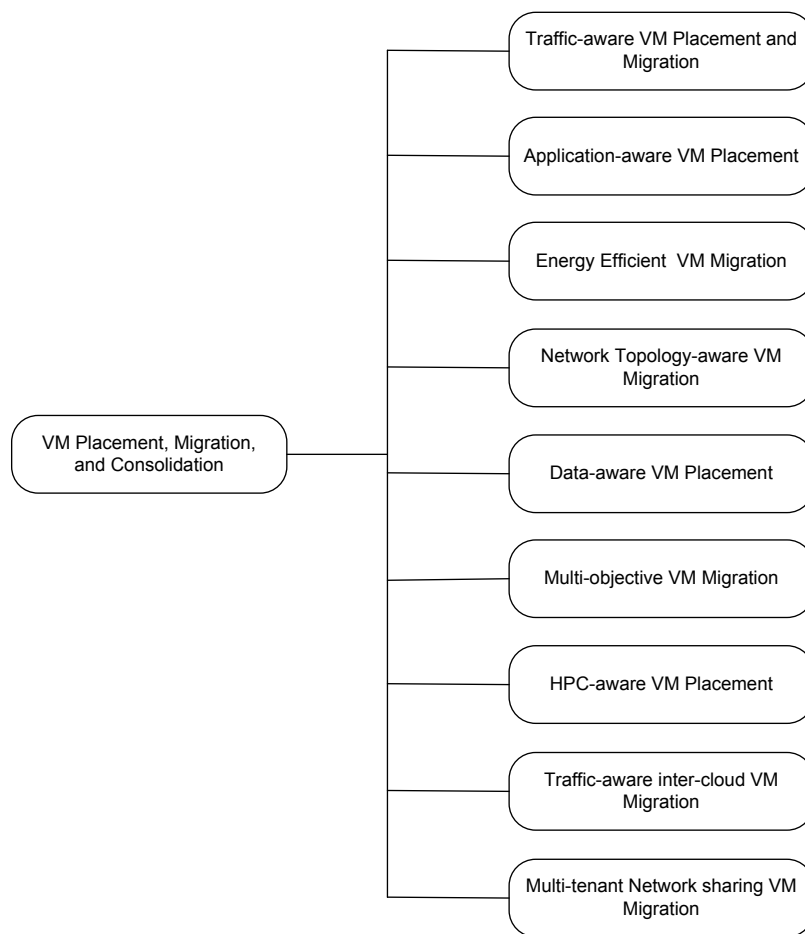 Traffic-aware VM Placement and
Migration
Application-aware VM Placement
Energy Efficient  VM Migration
Network Topology-aware VM
Migration
VM Placement, Migration,
and Consolidation
Data-aware VM Placement
Multi-objective VM Migration
HPC-aware VM Placement
Traffic-aware inter-cloud VM
Migration
Multi-tenant Network sharing VM
Migration